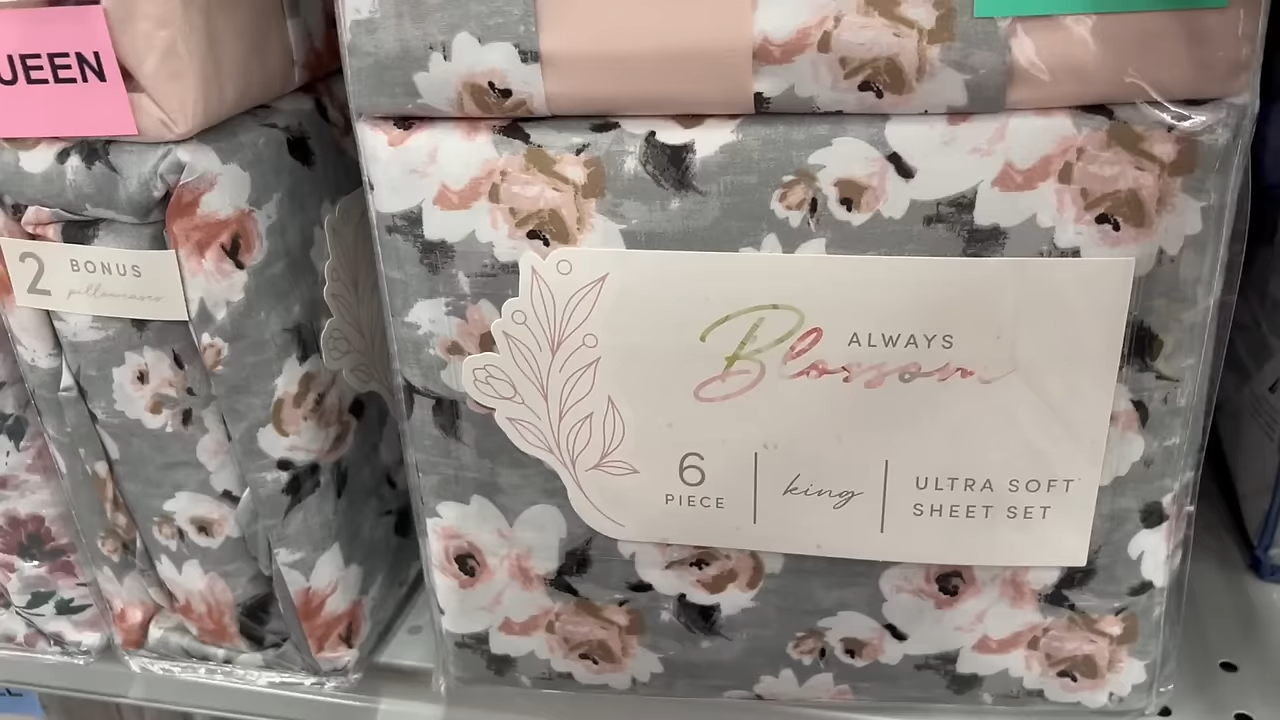 UEEN
2 BONUS
pillowcases
ALWAYS
Blossom
6
PIECE
king
ULTRA SOFT
SHEET SET